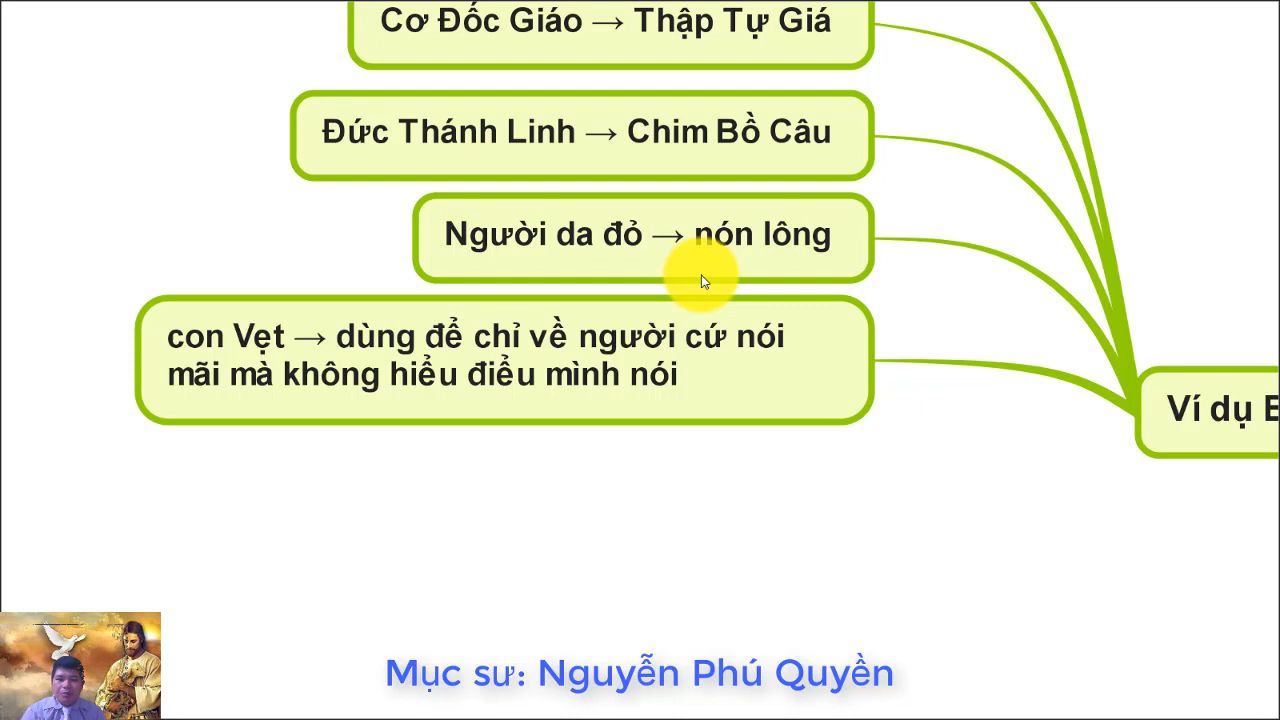 Cơ Đốc Giáo → Thập Tự Giá
Đức Thánh Linh → Chim Bồ Câu
Người da đỏ → nón lông
con Vẹt → dùng để chỉ về người cứ nói
mãi mà không hiểu điểu mình nói
Ví dụ
Mục sư: Nguyễn Phú Quyền